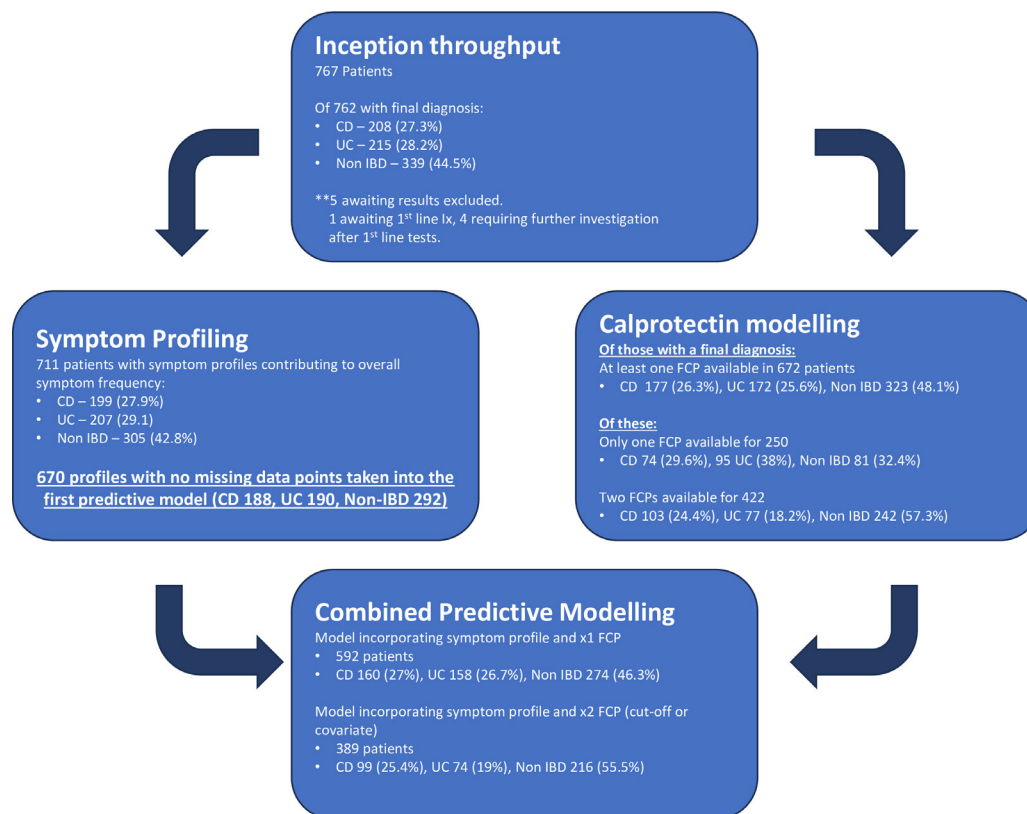 Inception throughput
767 Patients
Of 762 with final diagnosis:
• CD – 208 (27.3%)
• UC – 215 (28.2%)
• Non IBD – 339 (44.5%)
**5 awaiting results excluded.
1 awaiting 1st line Ix, 4 requiring further investigation
after 1st line tests.
Symptom Profiling
711 patients with symptom profiles contributing to overall
symptom frequency:
• CD – 199 (27.9%)
• UC – 207 (29.1)
• Non IBD – 305 (42.8%)
670 profiles with no missing data points taken into the
first predictive model (CD 188, UC 190, Non-IBD 292)
Calprotectin modelling
Of those with a final diagnosis:
At least one FCP available in 672 patients
• CD 177 (26.3%), UC 172 (25.6%), Non IBD 323 (48.1%)
Of these:
Only one FCP available for 250
• CD 74 (29.6%), 95 UC (38%), Non IBD 81 (32.4%)
Two FCPs available for 422
• CD 103 (24.4%), UC 77 (18.2%), Non IBD 242 (57.3%)
Combined Predictive Modelling
Model incorporating symptom profile and x1 FCP
• 592 patients
• CD 160 (27%), UC 158 (26.7%), Non IBD 274 (46.3%)
Model incorporating symptom profile and x2 FCP (cut-off or
covariate)
• 389 patients
• CD 99 (25.4%), UC 74 (19%), Non IBD 216 (55.5%)